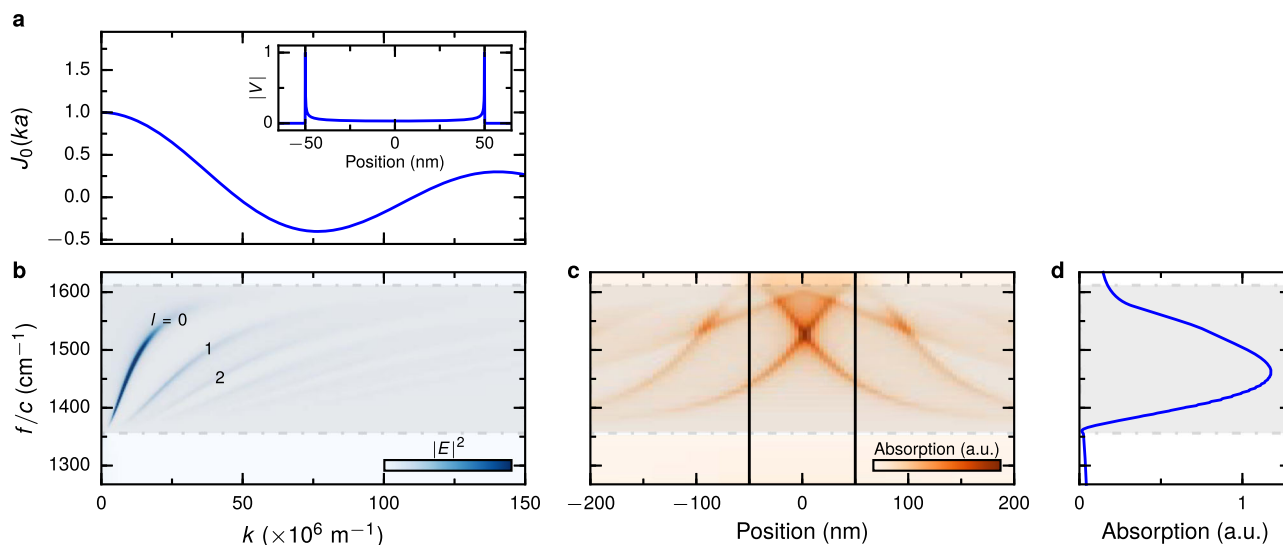 a
J₀(ka)
1.5
1.0
0.5
0.0
−0.5
|V|
1
0
−50 0 50
Position (nm)
b
f/c (cm⁻¹)
1600
1500
1400
1300
l = 0
1
2
|E|²
0 50 100 150
k (×10⁶ m⁻¹)
c
Absorption (a.u.)
−200 −100 0 100 200
Position (nm)
d
0 1
Absorption (a.u.)